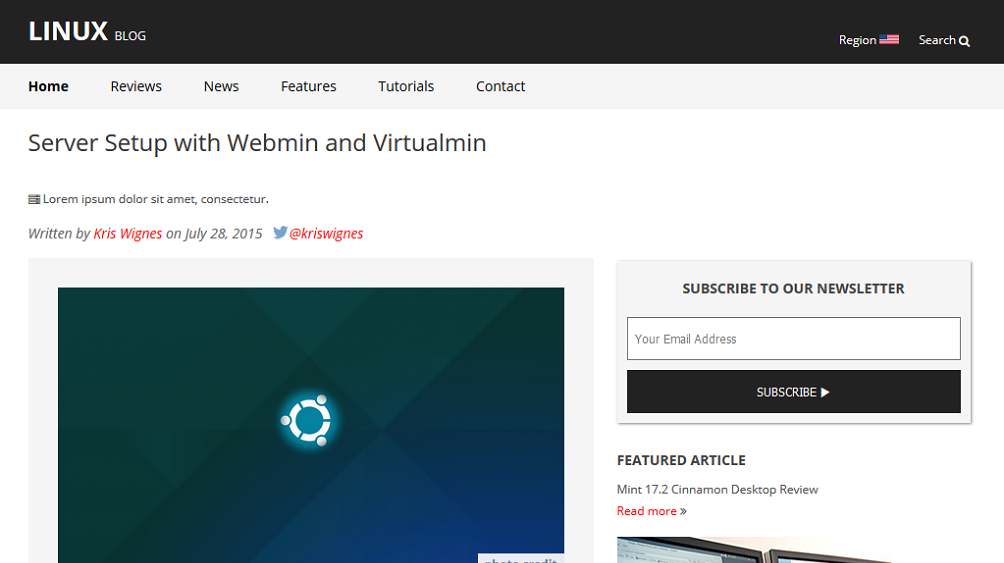 LINUX BLOG
Region
Search
Home Reviews News Features Tutorials Contact
Server Setup with Webmin and Virtualmin
Lorem ipsum dolor sit amet, consectetur.
Written by Kris Wignes on July 28, 2015 @kriswignes
SUBSCRIBE TO OUR NEWSLETTER
Your Email Address
SUBSCRIBE
FEATURED ARTICLE
Mint 17.2 Cinnamon Desktop Review
Read more »
photo credit